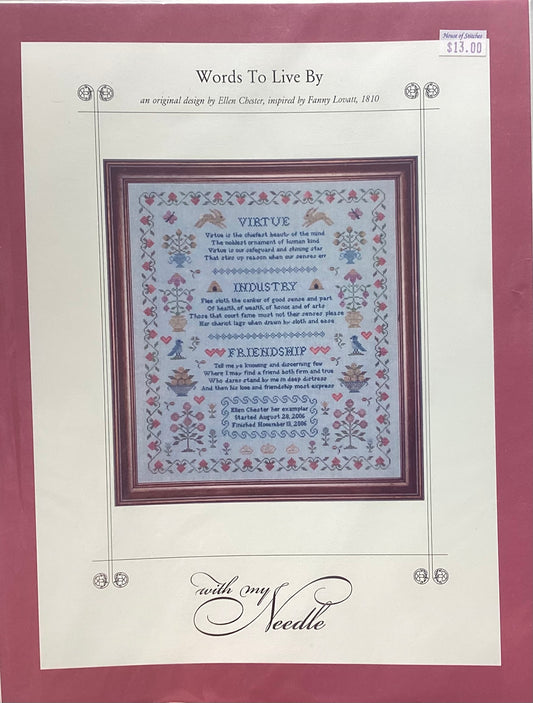 House of Stitches
$13.00
Words To Live By
an original design by Ellen Chester, inspired by Fanny Lovatt, 1810
VIRTUE
Virtue is the chiefest beauty of the mind
The noblest ornament of human kind
Virtue is our safeguard and shining star
That stirs up reason when our senses err
INDUSTRY
Flee sloth the canker of good sense and part
Of health, of wealth, of honor and of arts
Those that court fame must not their senses please
Her chariot lags when drawn by sloth and ease
FRIENDSHIP
Tell me ye knowing and discerning few
Where I may find a friend both firm and true
Who dares stand by me in deep distress
And then his love and friendship most express
Ellen Chester her exemplar
Started August 28, 2006
Finished November 13, 2006
with my
Needle